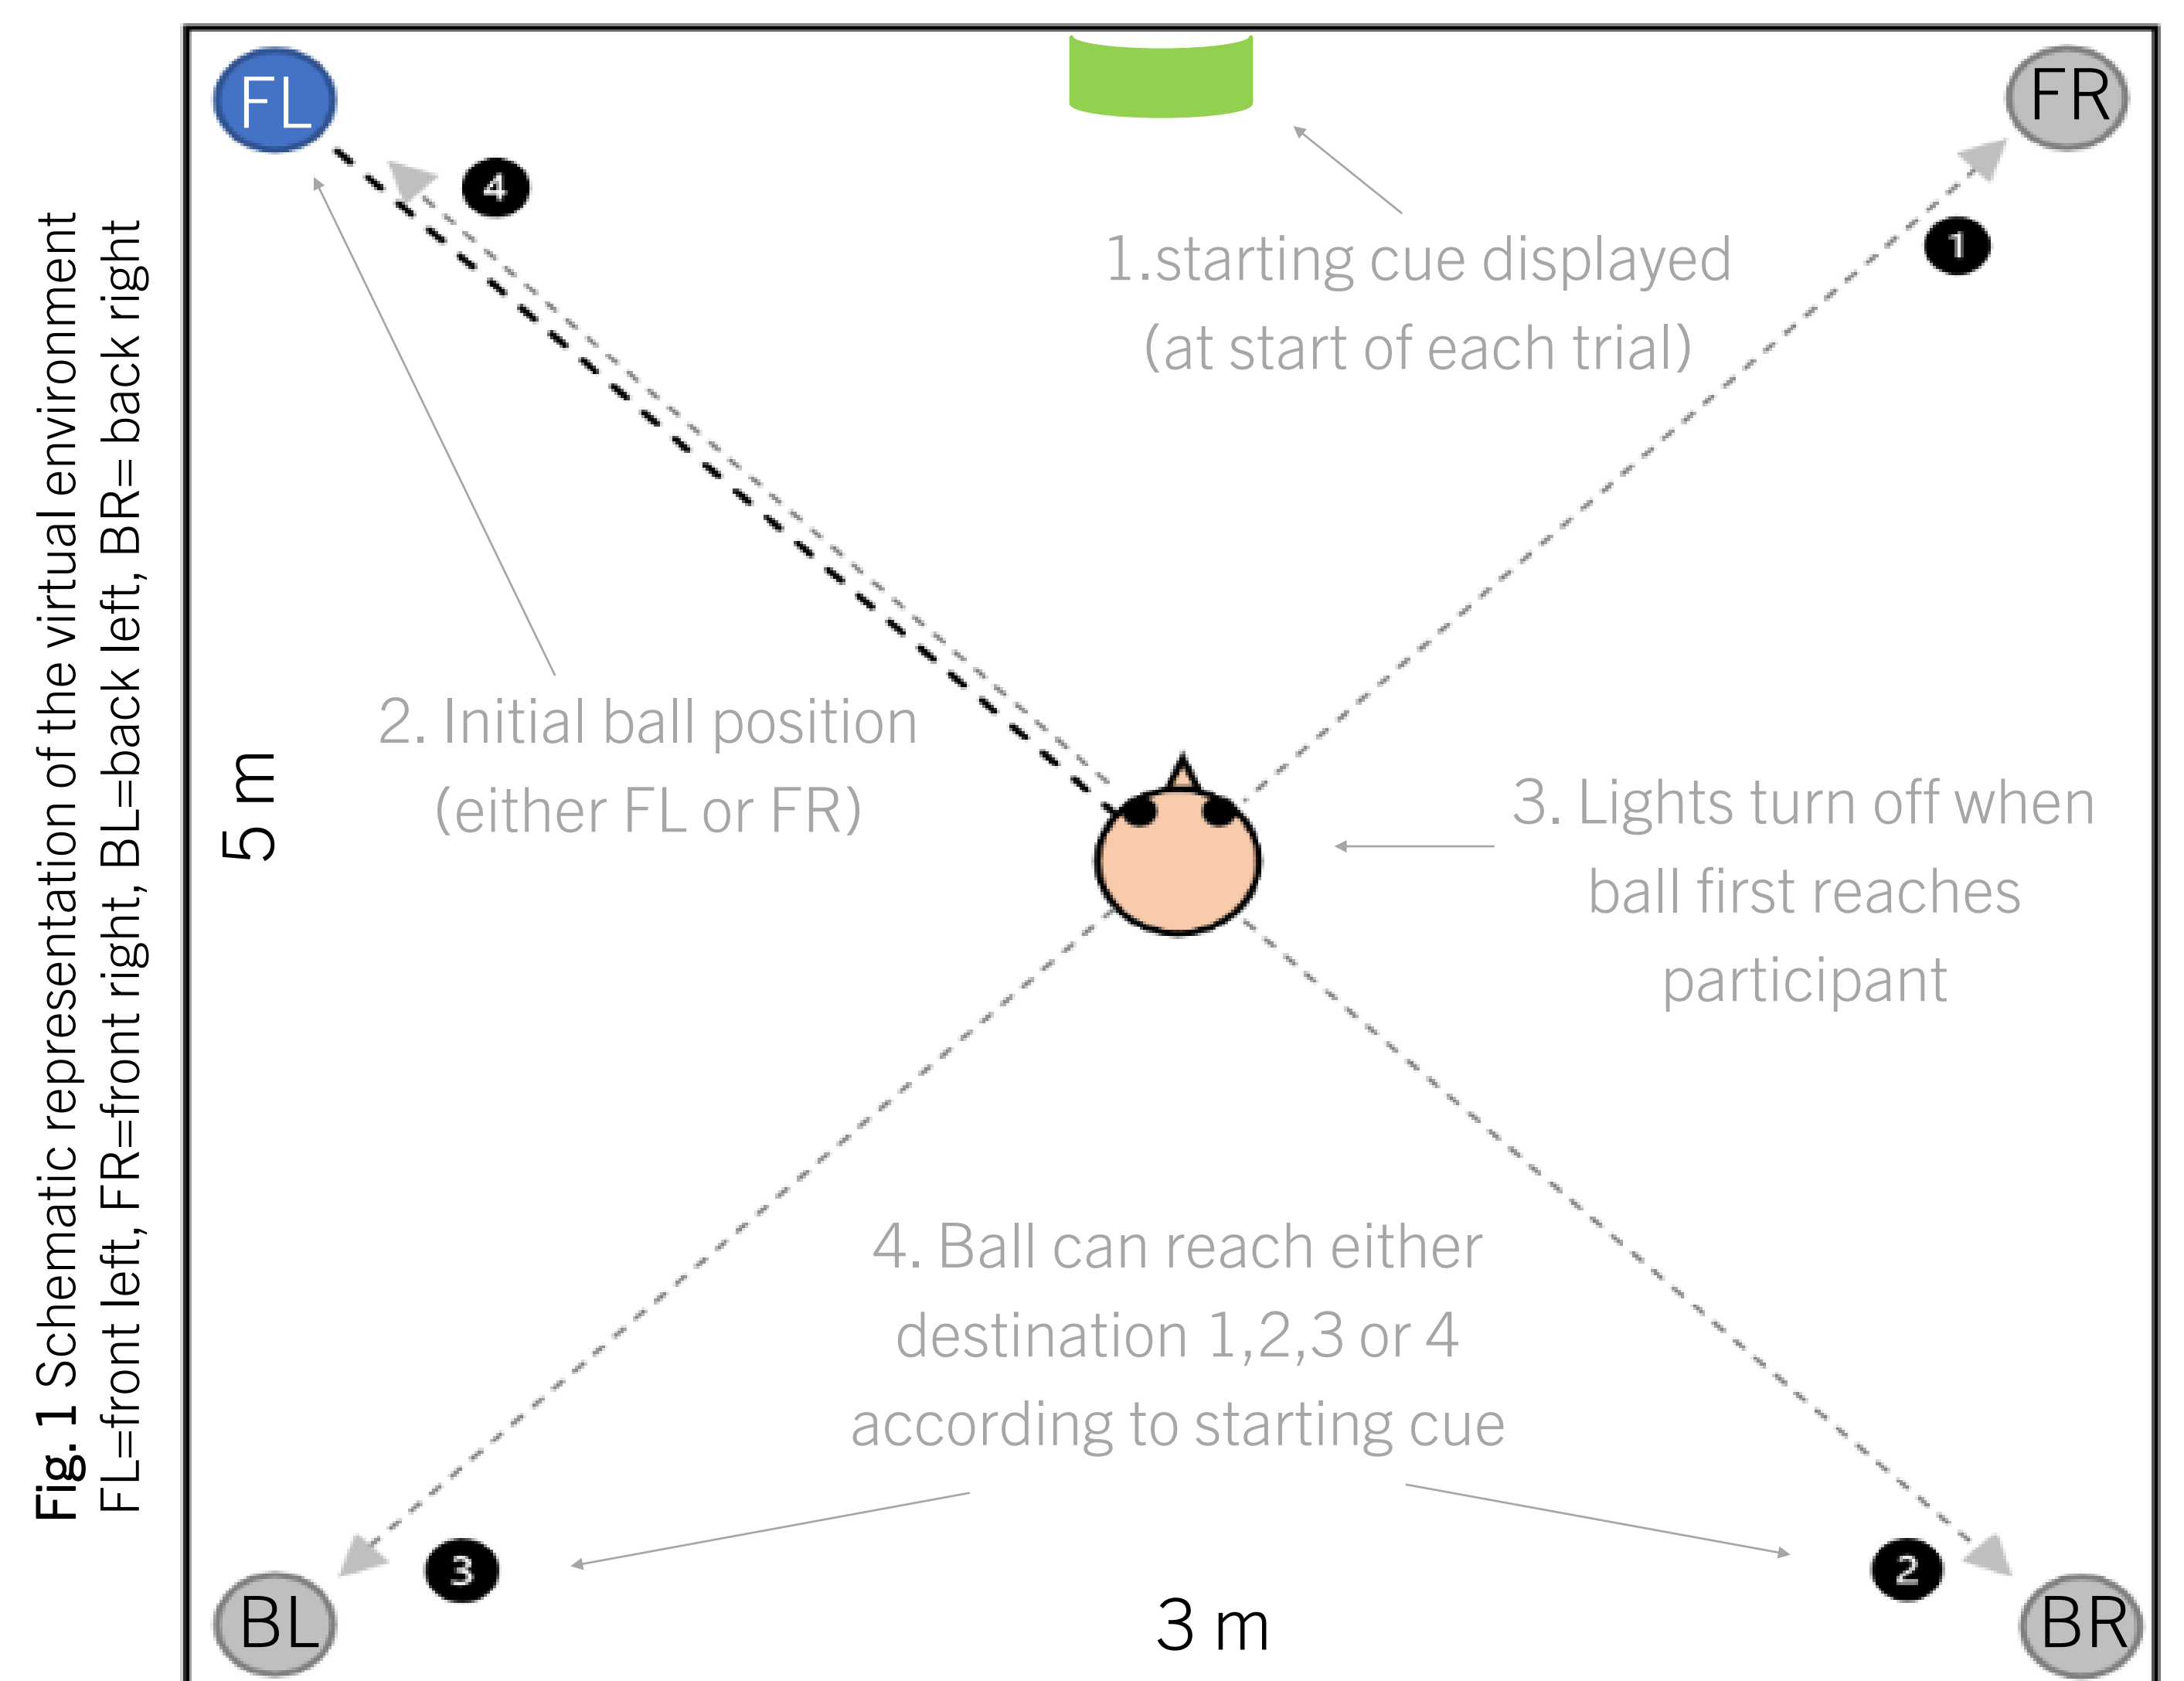 Fig. 1 Schematic representation of the virtual environment
FL=front left, FR=front right, BL=back left, BR= back right
FL
FR
4
1
1.starting cue displayed
(at start of each trial)
2. Initial ball position
(either FL or FR)
5 m
3. Lights turn off when
ball first reaches
participant
4. Ball can reach either
destination 1,2,3 or 4
according to starting cue
3
2
BL
3 m
BR